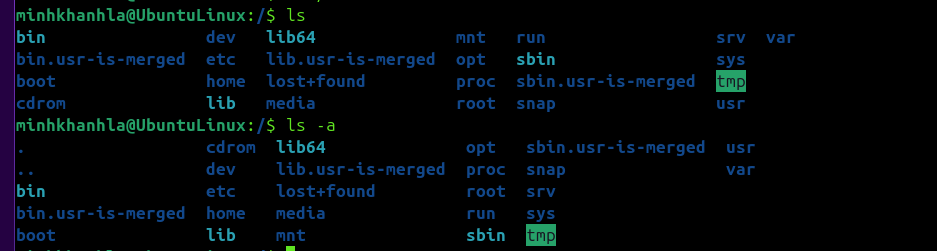 minhkhanhla@UbuntuLinux:/$ ls
bin dev lib64 mnt run srv var
bin.usr-is-merged etc lib.usr-is-merged opt sbin sys
boot home lost+found proc sbin.usr-is-merged tmp
cdrom lib media root snap usr
minhkhanhla@UbuntuLinux:/$ ls -a
. cdrom lib64 opt sbin.usr-is-merged usr
.. dev lib.usr-is-merged proc snap var
bin etc lost+found root srv
bin.usr-is-merged home media run sys
boot lib mnt sbin tmp